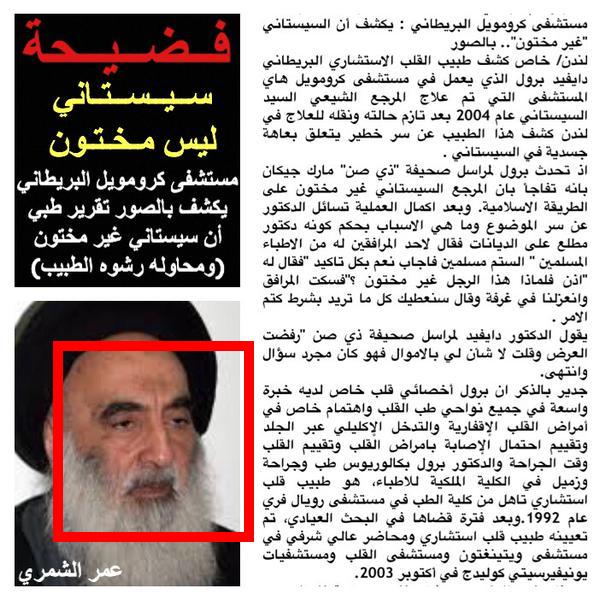 فـضـيـحـة
سـيـسـتـانـي
ليس مـخـتـون
مستشفى كرومويل البريطاني
يكشف بالصور تقرير طبي
أن سيستاني غير مختون
(ومحاوله رشوه الطبيب)
عمر الشمري
مستشفى كرومويل البريطاني : يكشف أن السيستاني
"غير مختون".. بالصور
لندن/ خاص كشف طبيب القلب الاستشاري البريطاني
دايفيد برول الذي يعمل في مستشفى كرومويل هاي
المستشفى التي تم علاج المرجع الشيعي السيد
السيستاني عام 2004 بعد تازم حالته ونقله للعلاج في
لندن كشف هذا الطبيب عن سر خطير يتعلق بعاهة
جسدية في السيستاني .
اذ تحدث برول لمراسل صحيفة "ذي صن" مارك جيكان
بانه تفاجأ بان المرجع السيستاني غير مختون على
الطريقة الاسلامية. وبعد اكمال العملية تسائل الدكتور
عن سر الموضوع وما هي الاسباب بحكم كونه دكتور
مطلع على الديانات فقال لاحد المرافقين له من الاطباء
المسلمين " الستم مسلمين فاجاب نعم بكل تاكيد "فقال له
"اذن فلماذا هذا الرجل غير مختون ؟"فسكت المرافق
وانعزلنا في غرفة وقال سنعطيك كل ما تريد بشرط كتم
الامر .
يقول الدكتور دايفيد لمراسل صحيفة ذي صن "رفضت
العرض وقلت لا شأن لي بالاموال فهو كان مجرد سؤال
وانتهى.
جدير بالذكر ان برول أخصائي قلب خاص لديه خبرة
واسعة في جميع نواحي طب القلب واهتمام خاص في
أمراض القلب الإقفارية والتدخل الإكليلي عبر الجلد
وتقييم احتمال الإصابة بامراض القلب وتقييم القلب
وقت الجراحة والدكتور برول بكالوريوس طب وجراحة
وزميل في الكلية الملكية للأطباء، هو طبيب قلب
استشاري تاهل من كلية الطب في مستشفى رويال فري
عام 1992.وبعد فترة قضاها في البحث العيادي، تم
تعيينه طبيب قلب استشاري ومحاضر عالي شرفي في
مستشفى ويتينغتون ومستشفى القلب ومستشفيات
يونيفيرسيتي كوليدج في أكتوبر 2003.